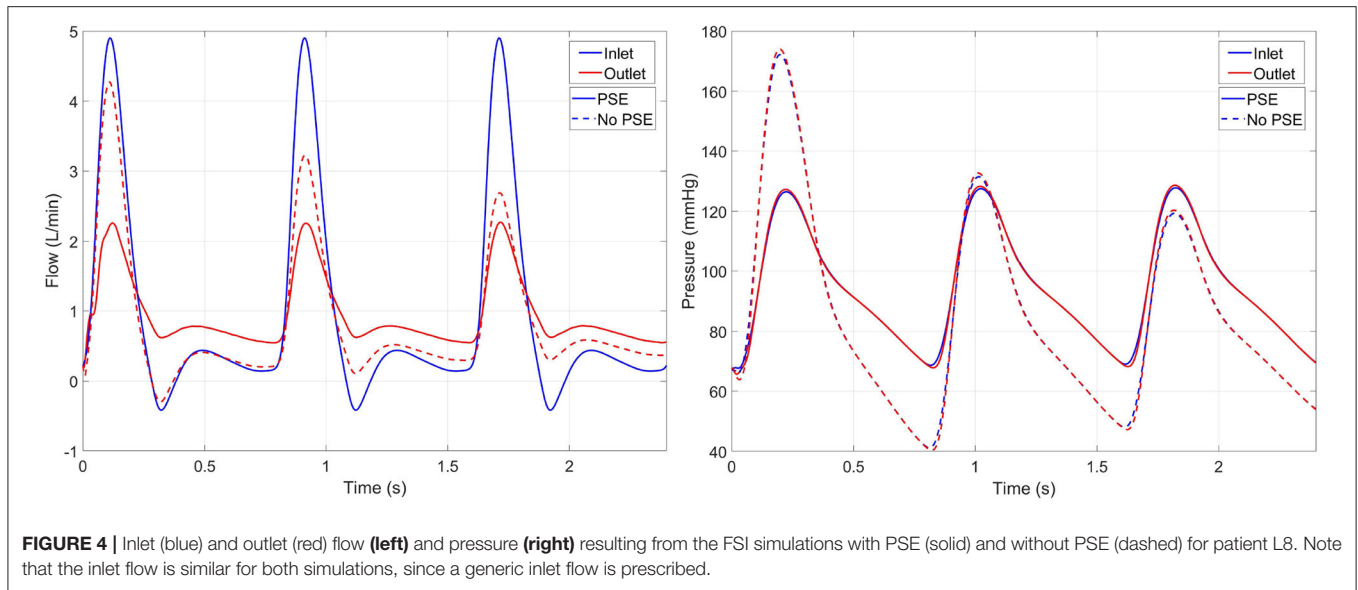 5
4
3
2
1
0
-1
Flow (L/min)
0
0.5
1
1.5
2
Time (s)
Inlet
Outlet
PSE
No PSE
180
160
140
120
100
80
60
40
Pressure (mmHg)
0
0.5
1
1.5
2
Time (s)
Inlet
Outlet
PSE
No PSE
FIGURE 4 | Inlet (blue) and outlet (red) flow (left) and pressure (right) resulting from the FSI simulations with PSE (solid) and without PSE (dashed) for patient L8. Note
that the inlet flow is similar for both simulations, since a generic inlet flow is prescribed.